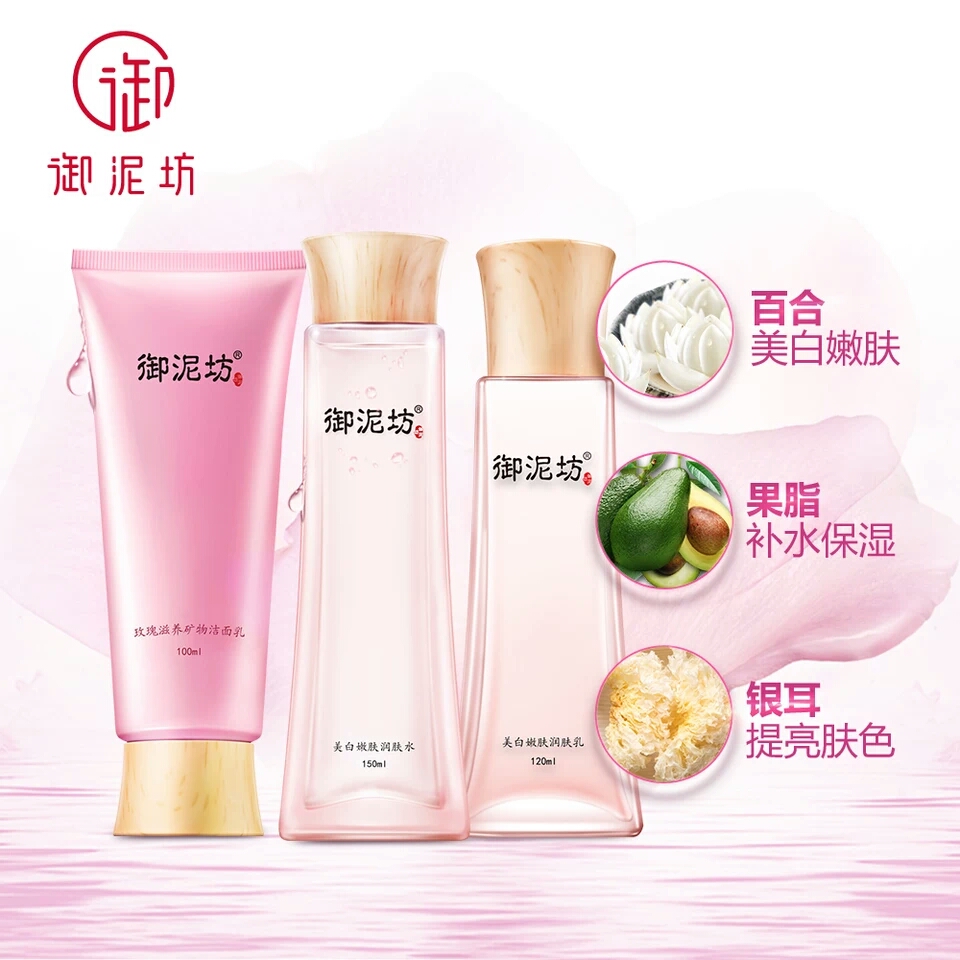 御
御泥坊
御泥坊®
玫瑰滋养矿物洁面乳
100ml
御泥坊®
美白嫩肤润肤水
150ml
御泥坊®
美白嫩肤润肤乳
120ml
百合
美白嫩肤
果脂
补水保湿
银耳
提亮肤色